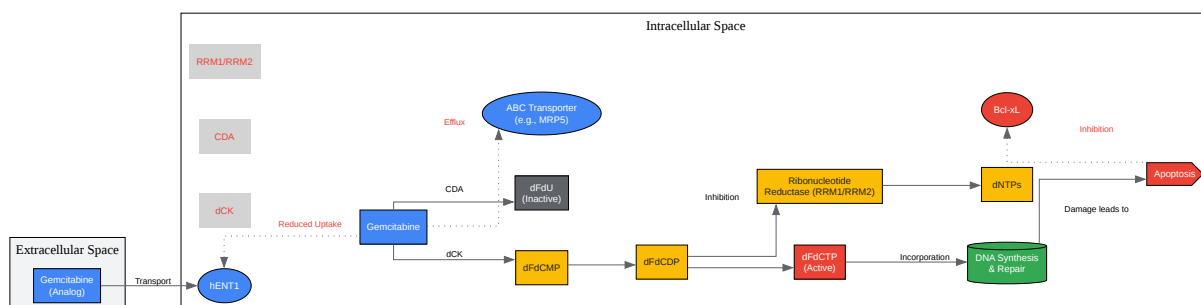 Intracellular Space
RRM1/RRM2
CDA
dCK
Extracellular Space
Gemcitabine
(Analog)
Transport
hENT1
Reduced Uptake
Gemcitabine
Efflux
ABC Transporter
(e.g., MRP5)
CDA
dFdU
(Inactive)
dCK
dFdCMP
dFdCDP
Inhibition
Ribonucleotide
Reductase (RRM1/RRM2)
dNTPs
dFdCTP
(Active)
Incorporation
DNA Synthesis
& Repair
Damage leads to
Bcl-xL
Inhibition
Apoptosis